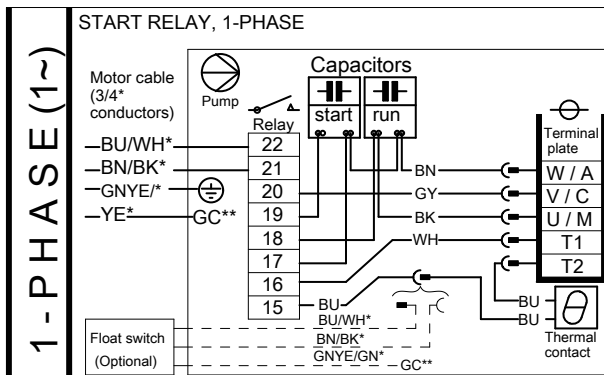 START RELAY, 1-PHASE
1-PHASE (1~)
Motor cable
(3/4*
conductors)
Pump
Capacitors
start
run
Relay
Terminal
plate
BU/WH*
22
BN/BK*
21
BN
W / A
GNYE/*
20
GY
V / C
YE*
GC**
19
BK
U / M
18
WH
T1
17
T2
16
15
BU
BU
BU
BU/WH*
BN/BK*
GNYE/GN*
GC**
Float switch
(Optional)
Thermal
contact